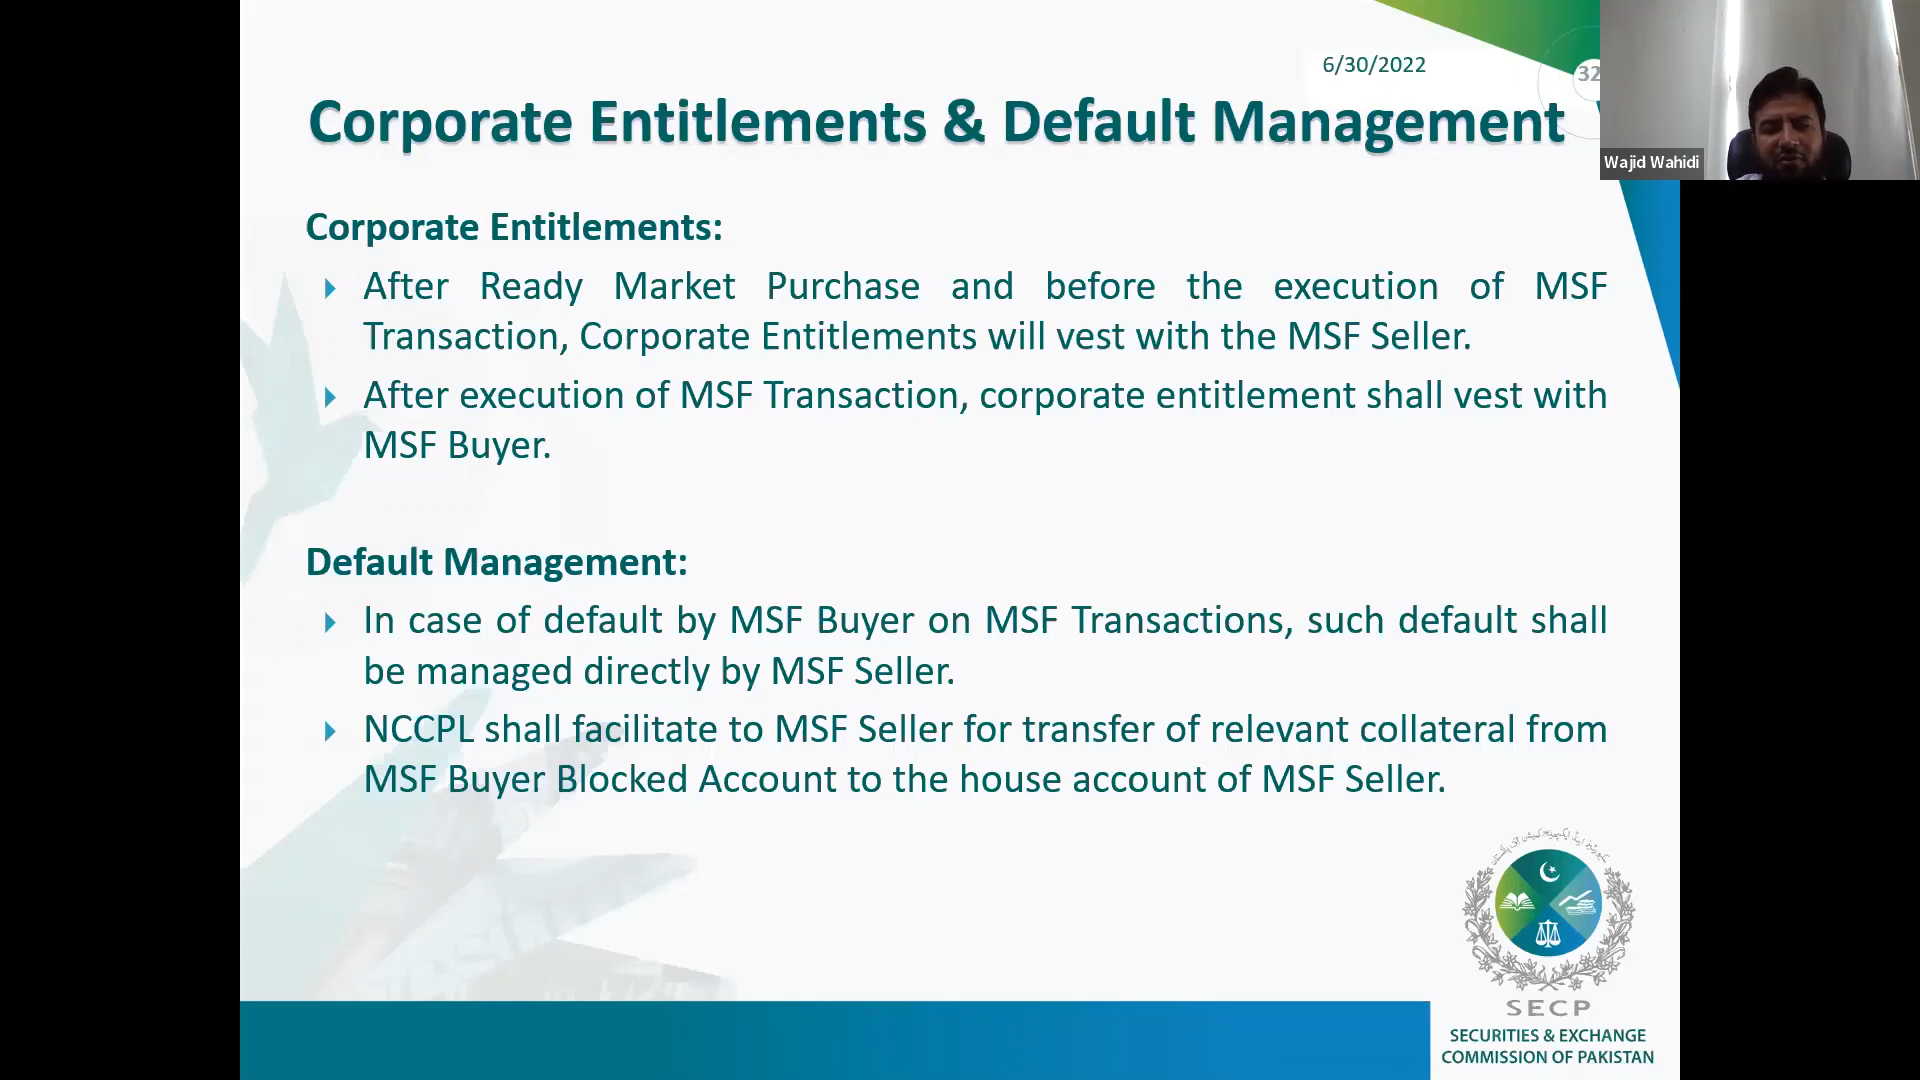 6/30/2022
32
Corporate Entitlements & Default Management
Wajid Wahidi
Corporate Entitlements:
After Ready Market Purchase and before the execution of MSF
Transaction, Corporate Entitlements will vest with the MSF Seller.
After execution of MSF Transaction, corporate entitlement shall vest with
MSF Buyer.
Default Management:
In case of default by MSF Buyer on MSF Transactions, such default shall
be managed directly by MSF Seller.
NCCPL shall facilitate to MSF Seller for transfer of relevant collateral from
MSF Buyer Blocked Account to the house account of MSF Seller.
SECP
SECURITIES & EXCHANGE
COMMISSION OF PAKISTAN